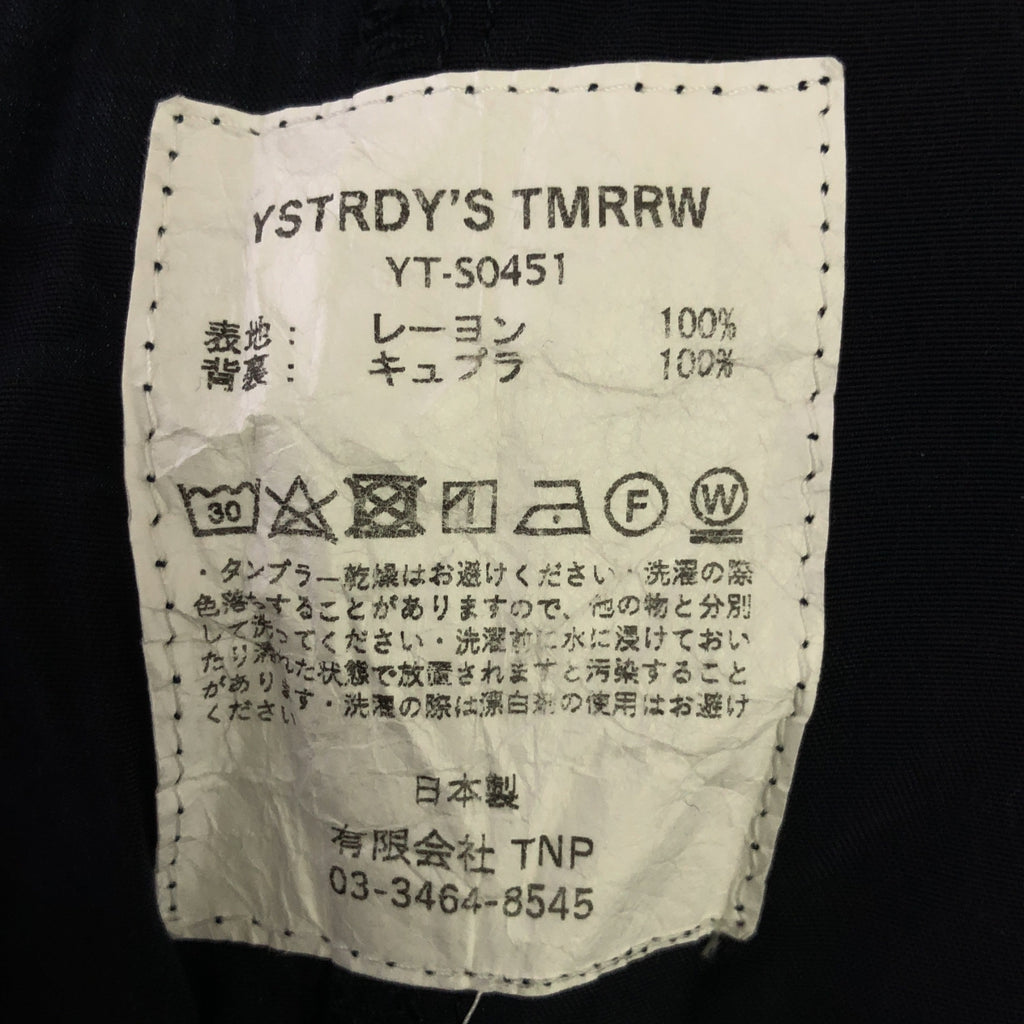 YSTRDY'S TMRRW
YT-S0451
表地： レーヨン 100%
背裏： キュプラ 100%
30 F W
・タンブラー乾燥はお避けください・洗濯の際
色落ちすることがありますので、他の物と分別
して洗ってください・洗濯前に水に浸けておい
たり濡れた状態で放置されますと汚染すること
があります・洗濯の際は漂白剤の使用はお避け
ください
日本製
有限会社 TNP
03-3464-8545